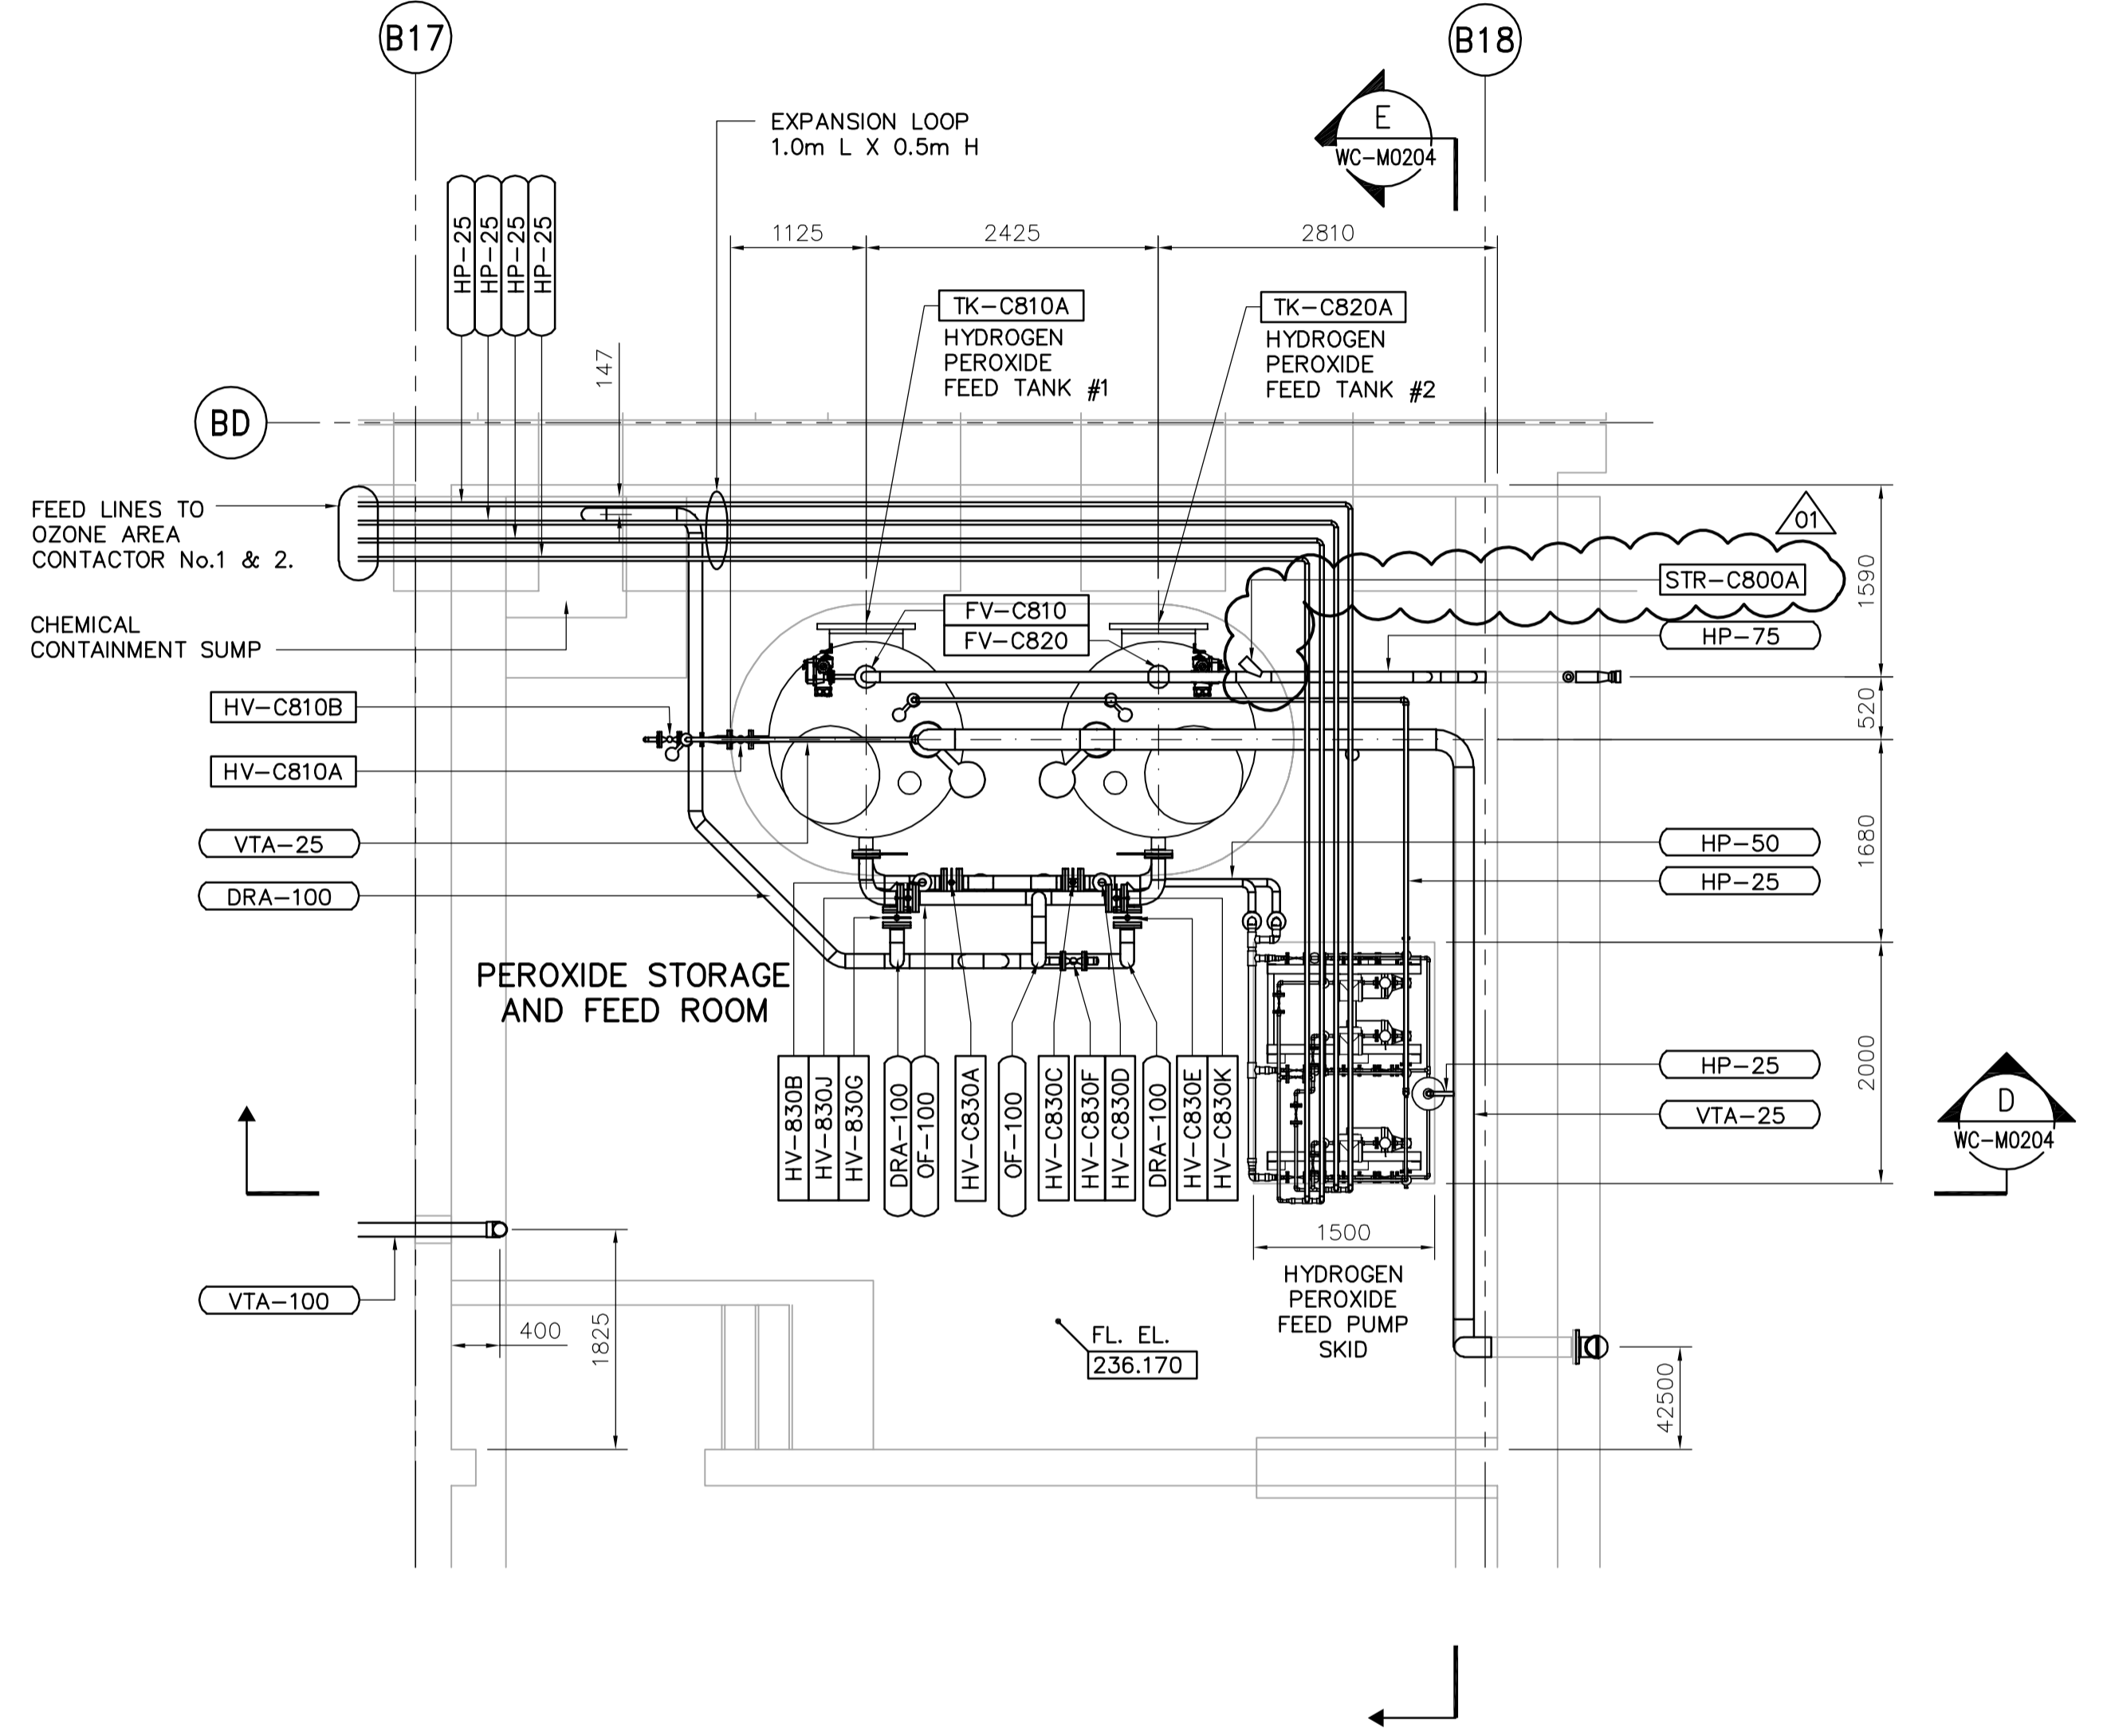 B17
B18
EXPANSION LOOP
1.0m L X 0.5m H
E
WC-M0204
HP-25
HP-25
HP-25
HP-25
1125
2425
2810
147
TK-C810A
HYDROGEN
PEROXIDE
FEED TANK #1
TK-C820A
HYDROGEN
PEROXIDE
FEED TANK #2
BD
FEED LINES TO
OZONE AREA
CONTACTOR No.1 & 2.
01
STR-C800A
1590
FV-C810
FV-C820
HP-75
CHEMICAL
CONTAINMENT SUMP
520
HV-C810B
HV-C810A
VTA-25
DRA-100
HP-50
HP-25
1680
PEROXIDE STORAGE
AND FEED ROOM
HV-830B
HV-830J
HV-830G
DRA-100
OF-100
HV-C830A
OF-100
HV-C830C
HV-C830F
HV-C830D
DRA-100
HV-C830E
HV-C830K
2000
HP-25
VTA-25
D
WC-M0204
1500
HYDROGEN
PEROXIDE
FEED PUMP
SKID
VTA-100
400
1825
FL. EL.
236.170
42500